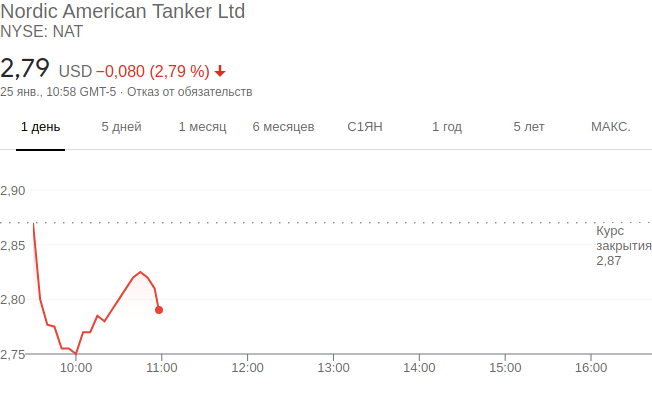 Nordic American Tanker Ltd
NYSE: NAT
2,79 USD −0,080 (2,79 %)
25 янв., 10:58 GMT-5 · Отказ от обязательств
1 день 5 дней 1 месяц 6 месяцев С1ЯН 1 год 5 лет МАКС.
2,90
Курс
2,85 закрытия
2,87
2,80
2,75
10:00 11:00 12:00 13:00 14:00 15:00 16:00